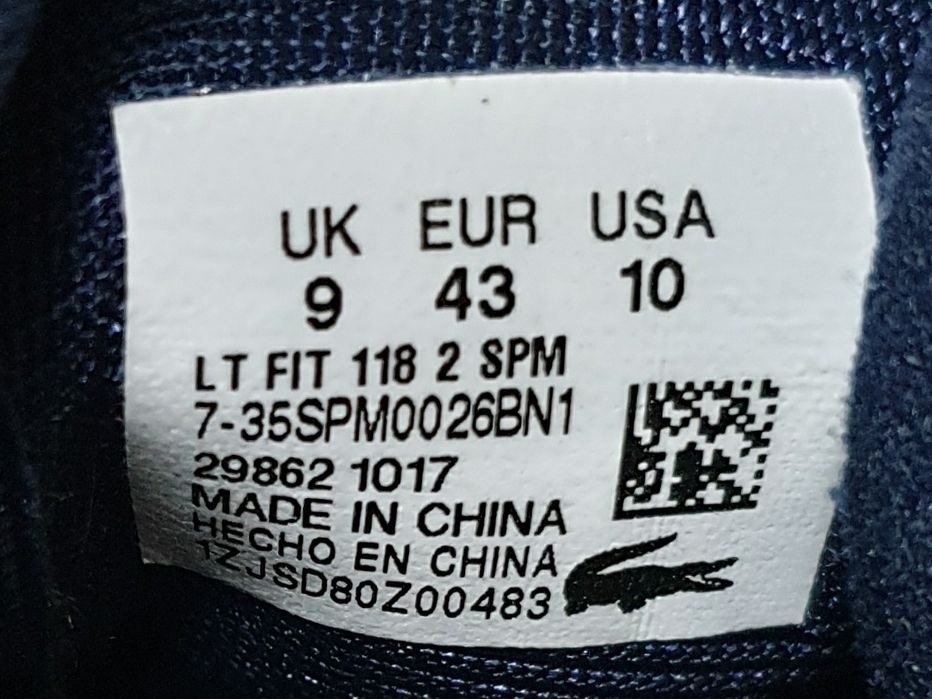 UK EUR USA
9 43 10
LT FIT 118 2 SPM
7-35SPM0026BN1
29862 1017
MADE IN CHINA
HECHO EN CHINA
1ZJSD80Z00483